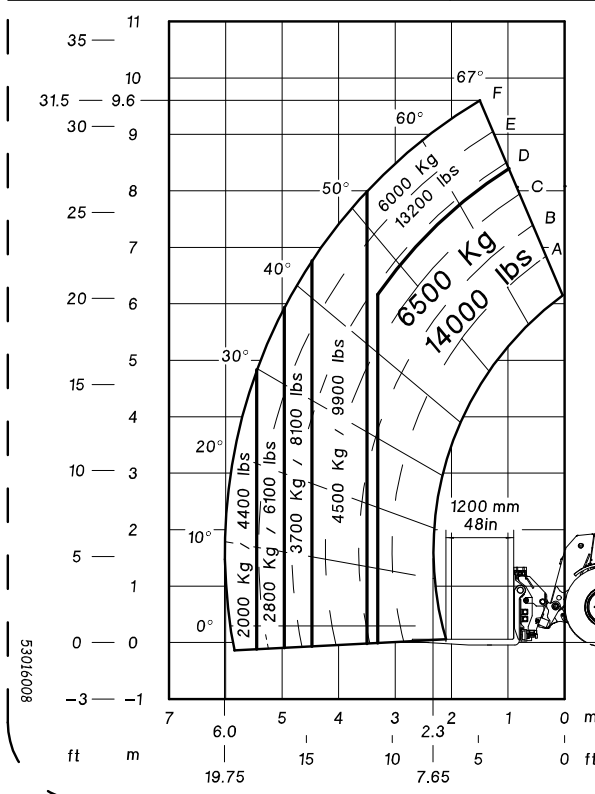 11
35
10
67°
31.5
9.6
F
60°
30
9
E
D
6000 Kg
13200 lbs
8
C
50°
25
B
7
A
6500 Kg
14000 lbs
40°
20
6
30°
5
15
4
20°
10
3
2000 Kg / 4400 lbs
2800 Kg / 6100 lbs
3700 Kg / 8100 lbs
4500 Kg / 9900 lbs
1200 mm
48in
10°
2
5
1
0°
0
0
53016008
-3
-1
7
5
4
3
2
1
0
m
6.0
2.3
ft
m
15
10
5
0
ft
19.75
7.65